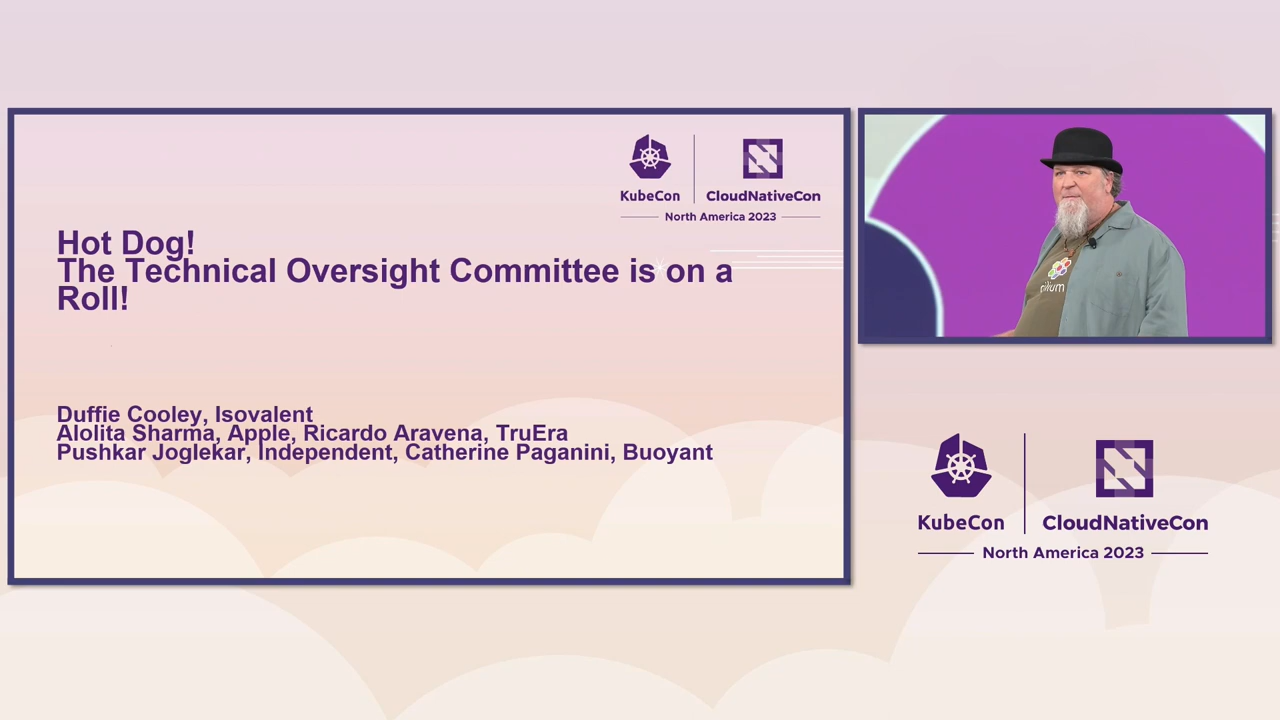 KubeCon
CloudNativeCon
North America 2023
Hot Dog!
The Technical Oversight Committee is on a
Roll!
Duffie Cooley, Isovalent
Alolita Sharma, Apple, Ricardo Aravena, TruEra
Pushkar Joglekar, Independent, Catherine Paganini, Buoyant
cilium
KubeCon
CloudNativeCon
North America 2023